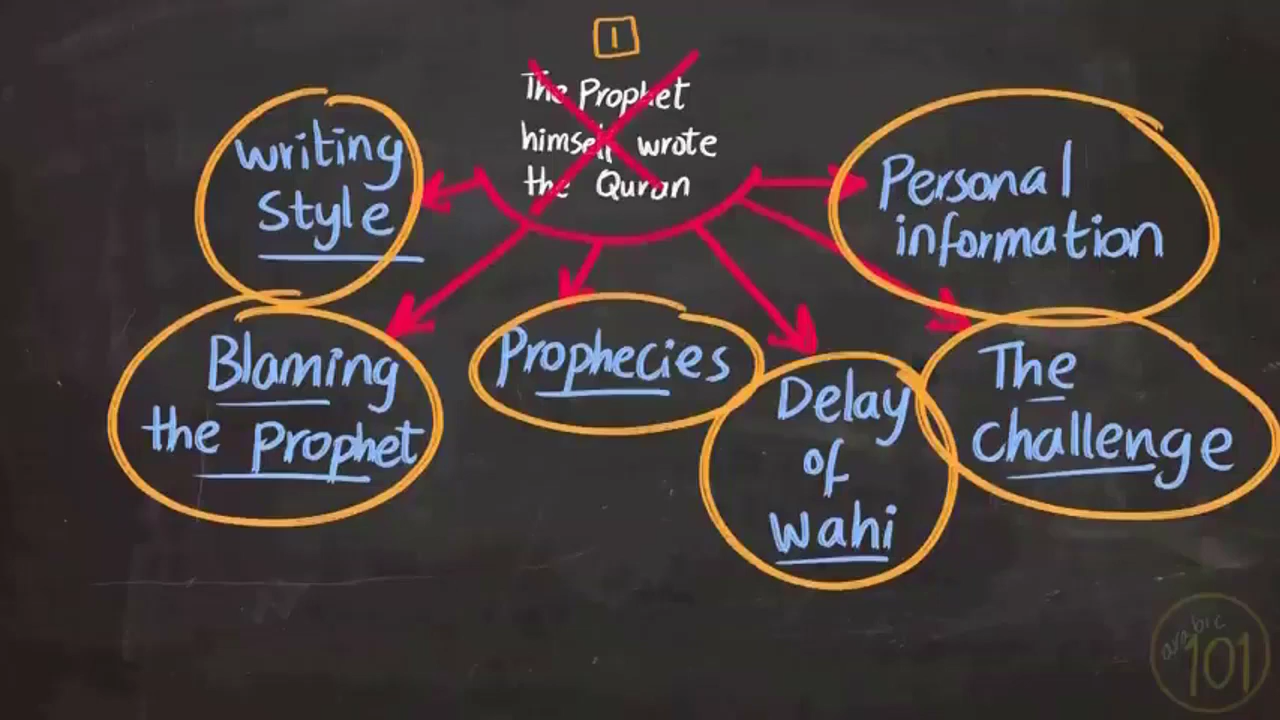 1
The Prophet
himself wrote
the Quran
writing
Style
Blaming
the Prophet
Prophecies
Delay
of
Wahi
The
challenge
Personal
information
arabic
101